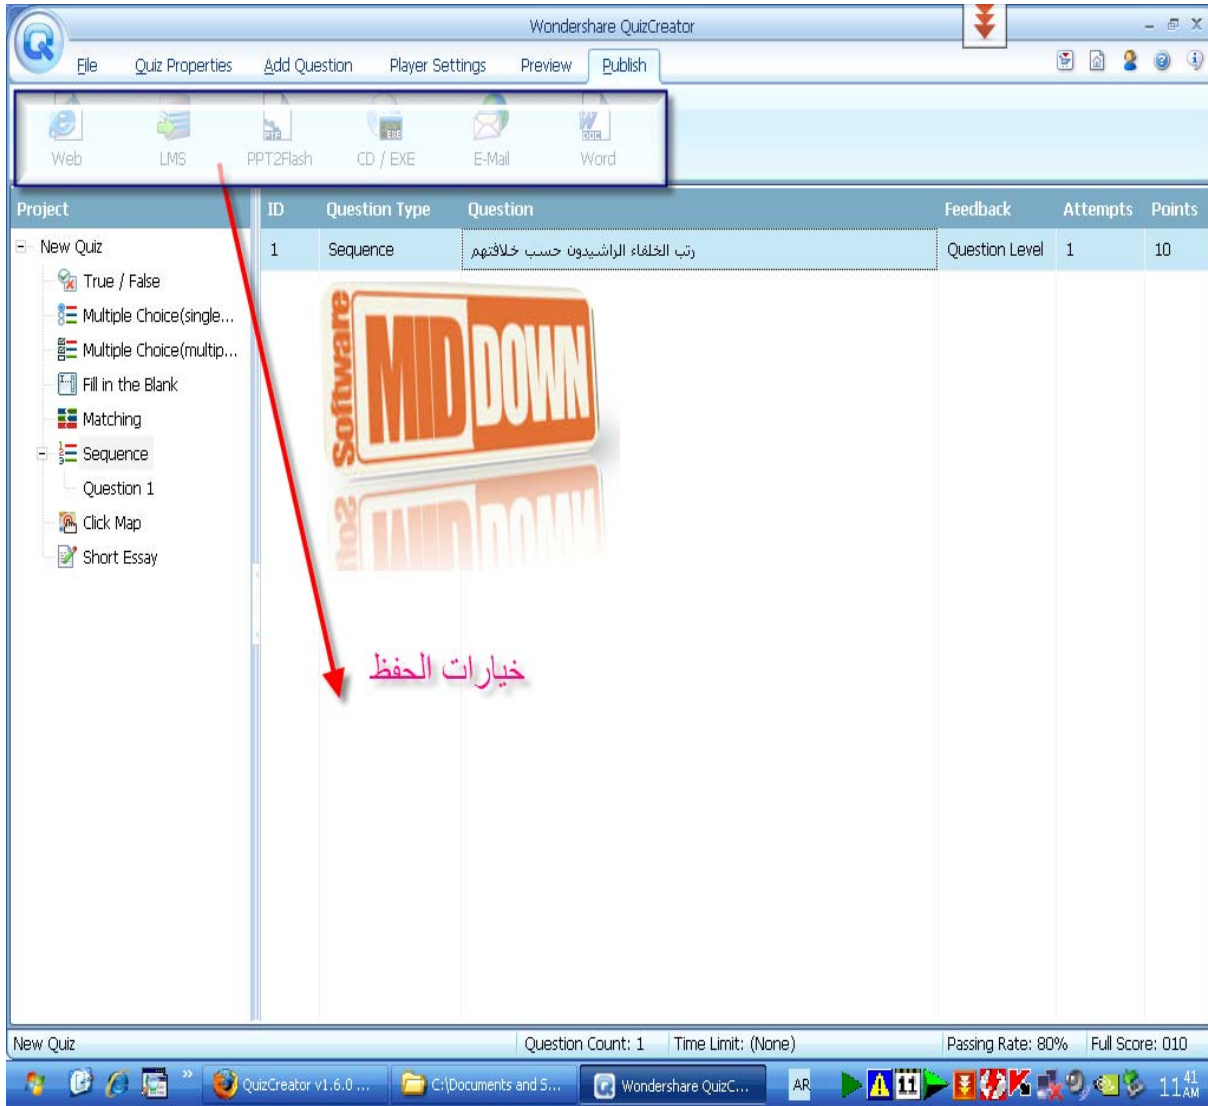 Wondershare QuizCreator
File Quiz Properties Add Question Player Settings Preview Publish
Web LMS PPT2Flash CD / EXE E-Mail Word
Project ID Question Type Question Feedback Attempts Points
New Quiz
1 Sequence رتب الخلفاء الراشيدون حسب خلافتهم Question Level 1 10
True / False
Multiple Choice(single...
Multiple Choice(multip...
Fill in the Blank
Matching
Sequence
Question 1
Click Map
Short Essay
Software
MID DOWN
خيارات الحفظ
New Quiz Question Count: 1 Time Limit: (None) Passing Rate: 80% Full Score: 010
QuizCreator v1.6.0 ... C:\Documents and S... Wondershare QuizC... AR 11 11 41 AM